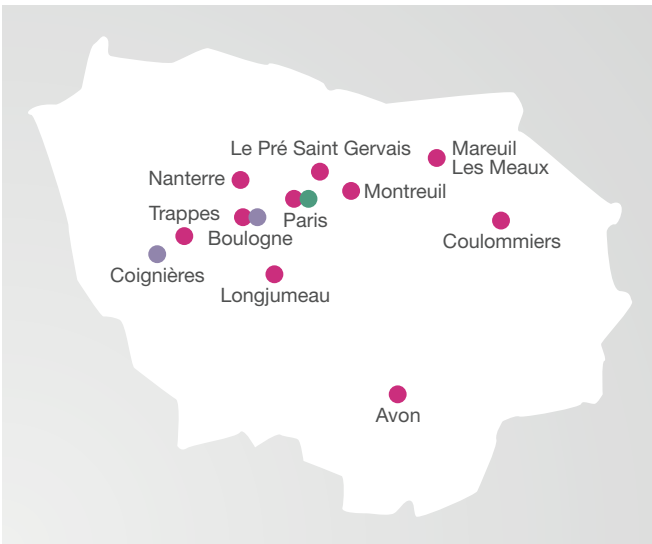 Le Pré Saint Gervais
Mareuil
Les Meaux
Nanterre
Montreuil
Trappes
Paris
Boulogne
Coulommiers
Coignières
Longjumeau
Avon